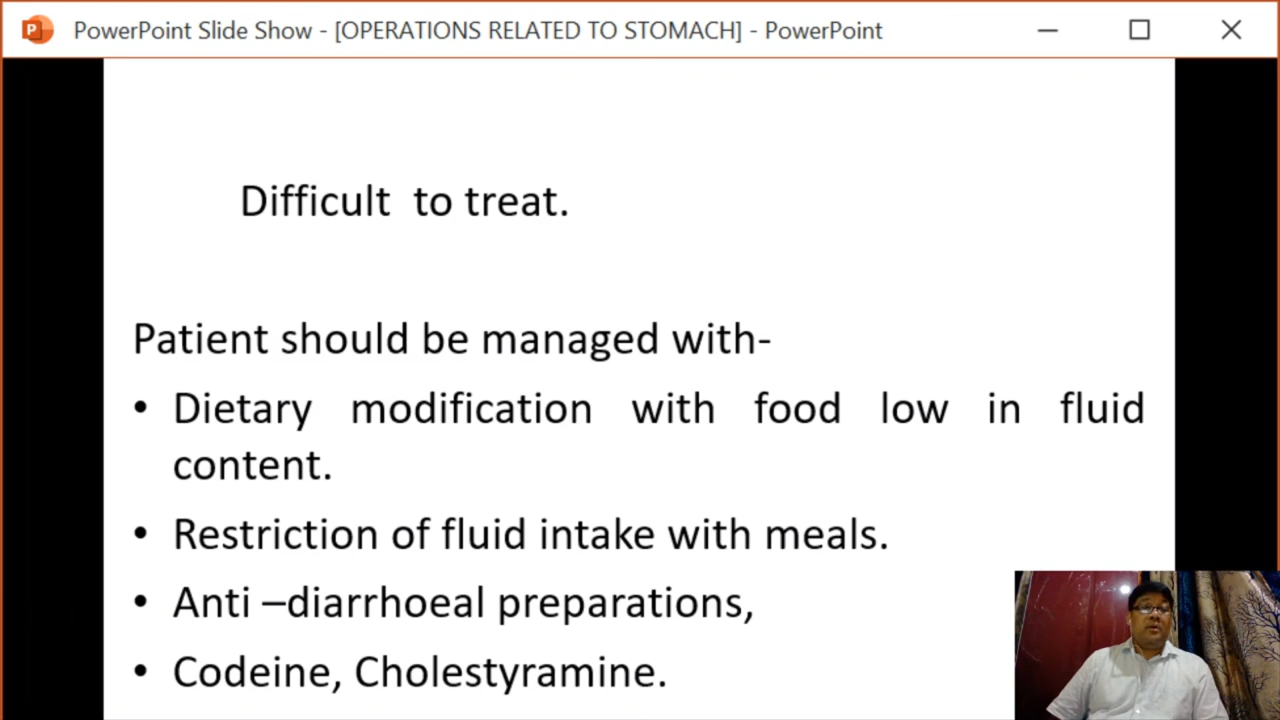 PowerPoint Slide Show - [OPERATIONS RELATED TO STOMACH] - PowerPoint
Difficult to treat.
Patient should be managed with-
• Dietary modification with food low in fluid
content.
• Restriction of fluid intake with meals.
• Anti –diarrhoeal preparations,
• Codeine, Cholestyramine.